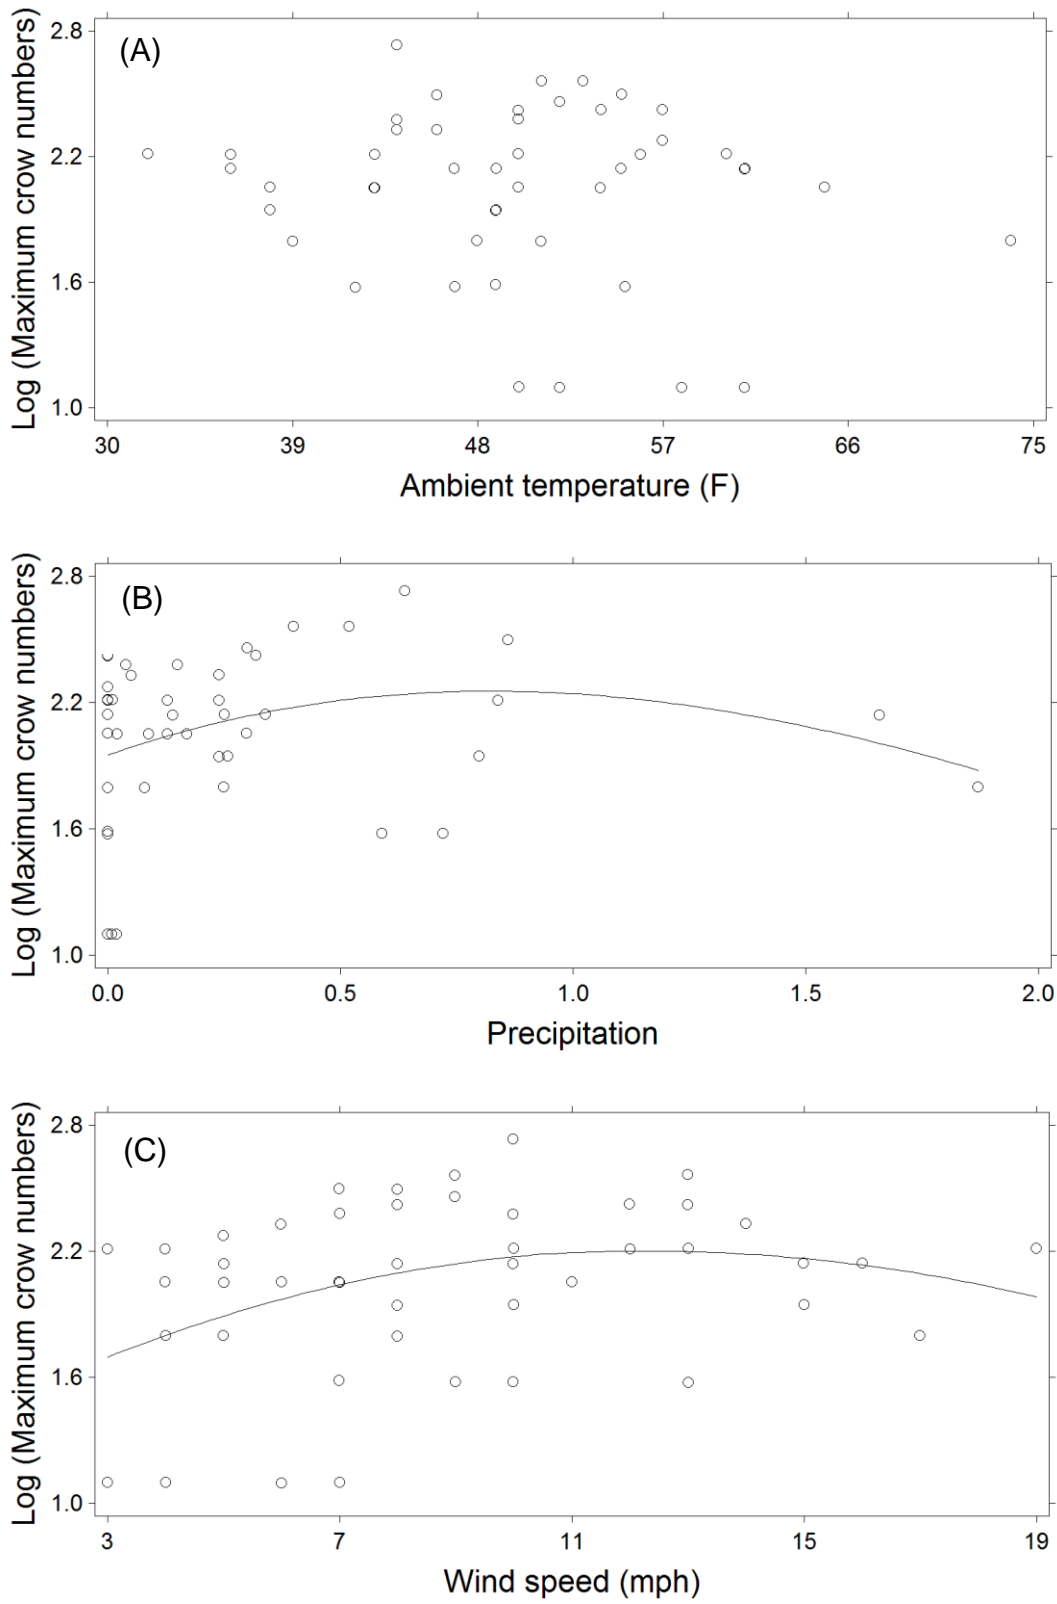 (A)
Log (Maximum crow numbers)
2.8
2.2
1.6
1.0
30 39 48 57 66 75
Ambient temperature (F)
(B)
Log (Maximum crow numbers)
2.8
2.2
1.6
1.0
0.0 0.5 1.0 1.5 2.0
Precipitation
(C)
Log (Maximum crow numbers)
2.8
2.2
1.6
1.0
3 7 11 15 19
Wind speed (mph)